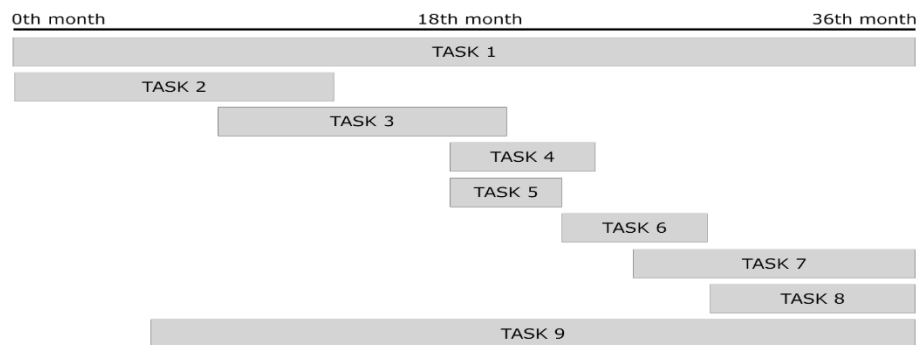 0th month 18th month 36th month
TASK 1
TASK 2
TASK 3
TASK 4
TASK 5
TASK 6
TASK 7
TASK 8
TASK 9